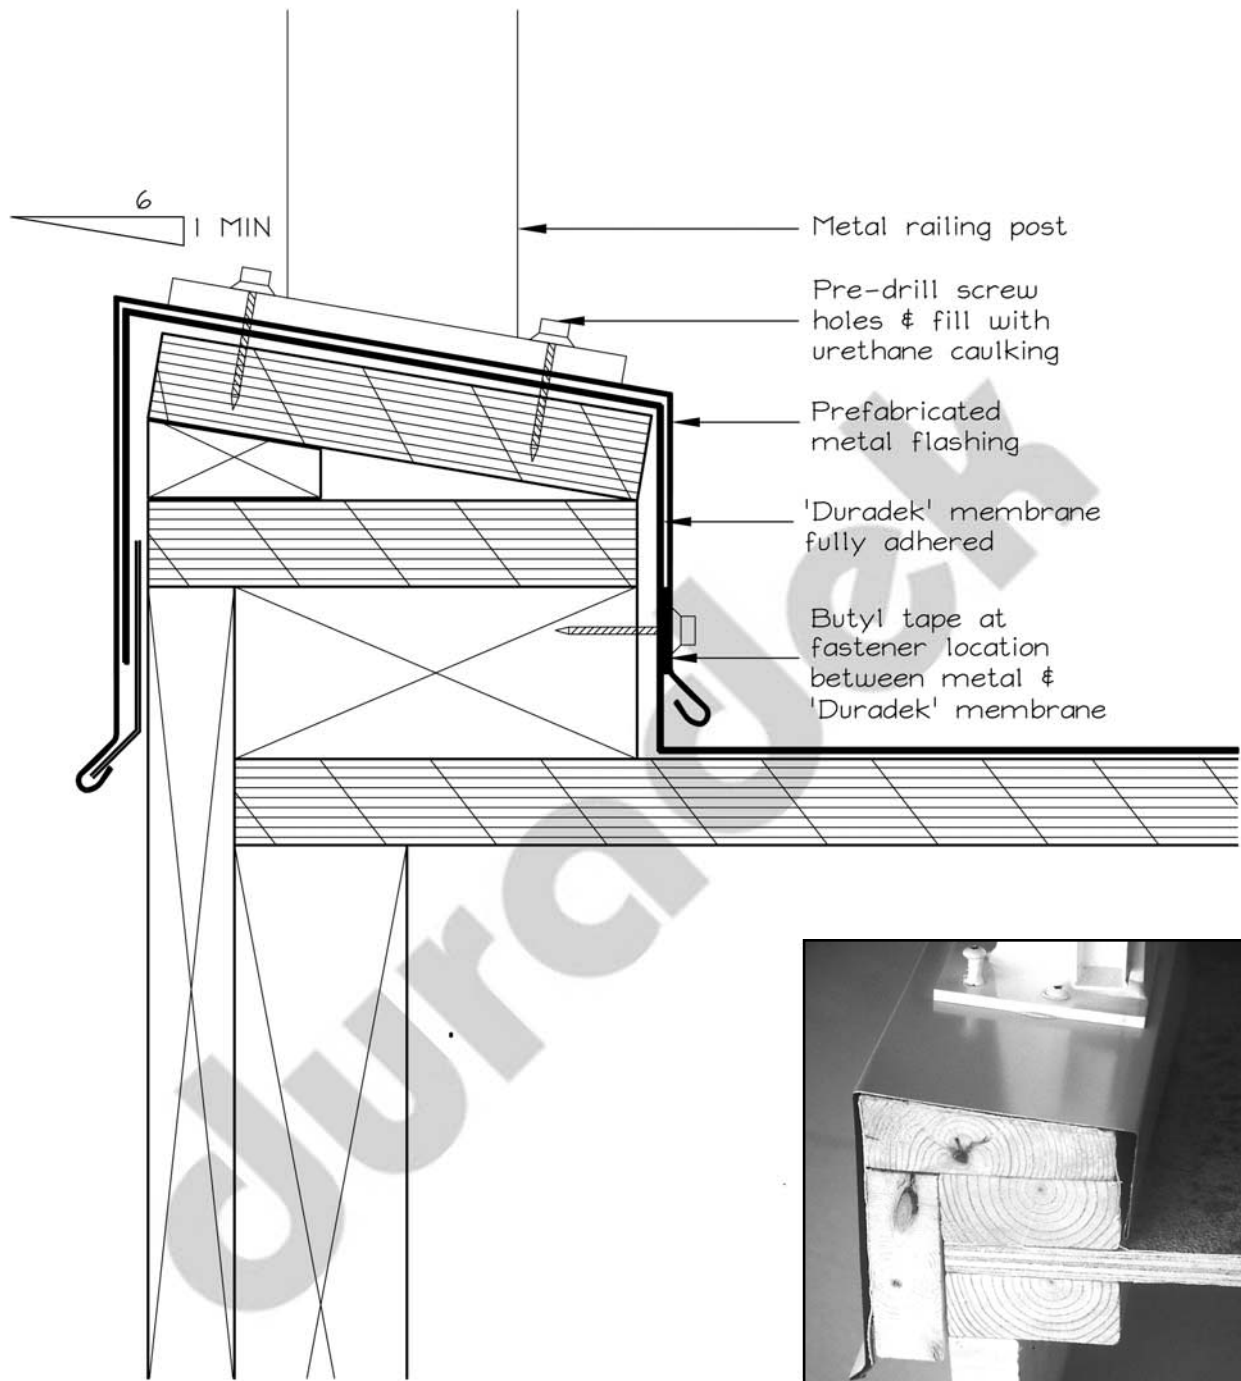 6
1 MIN
Metal railing post
Pre-drill screw
holes & fill with
urethane caulking
Prefabricated
metal flashing
'Duradek' membrane
fully adhered
Butyl tape at
fastener location
between metal &
'Duradek' membrane
duradek